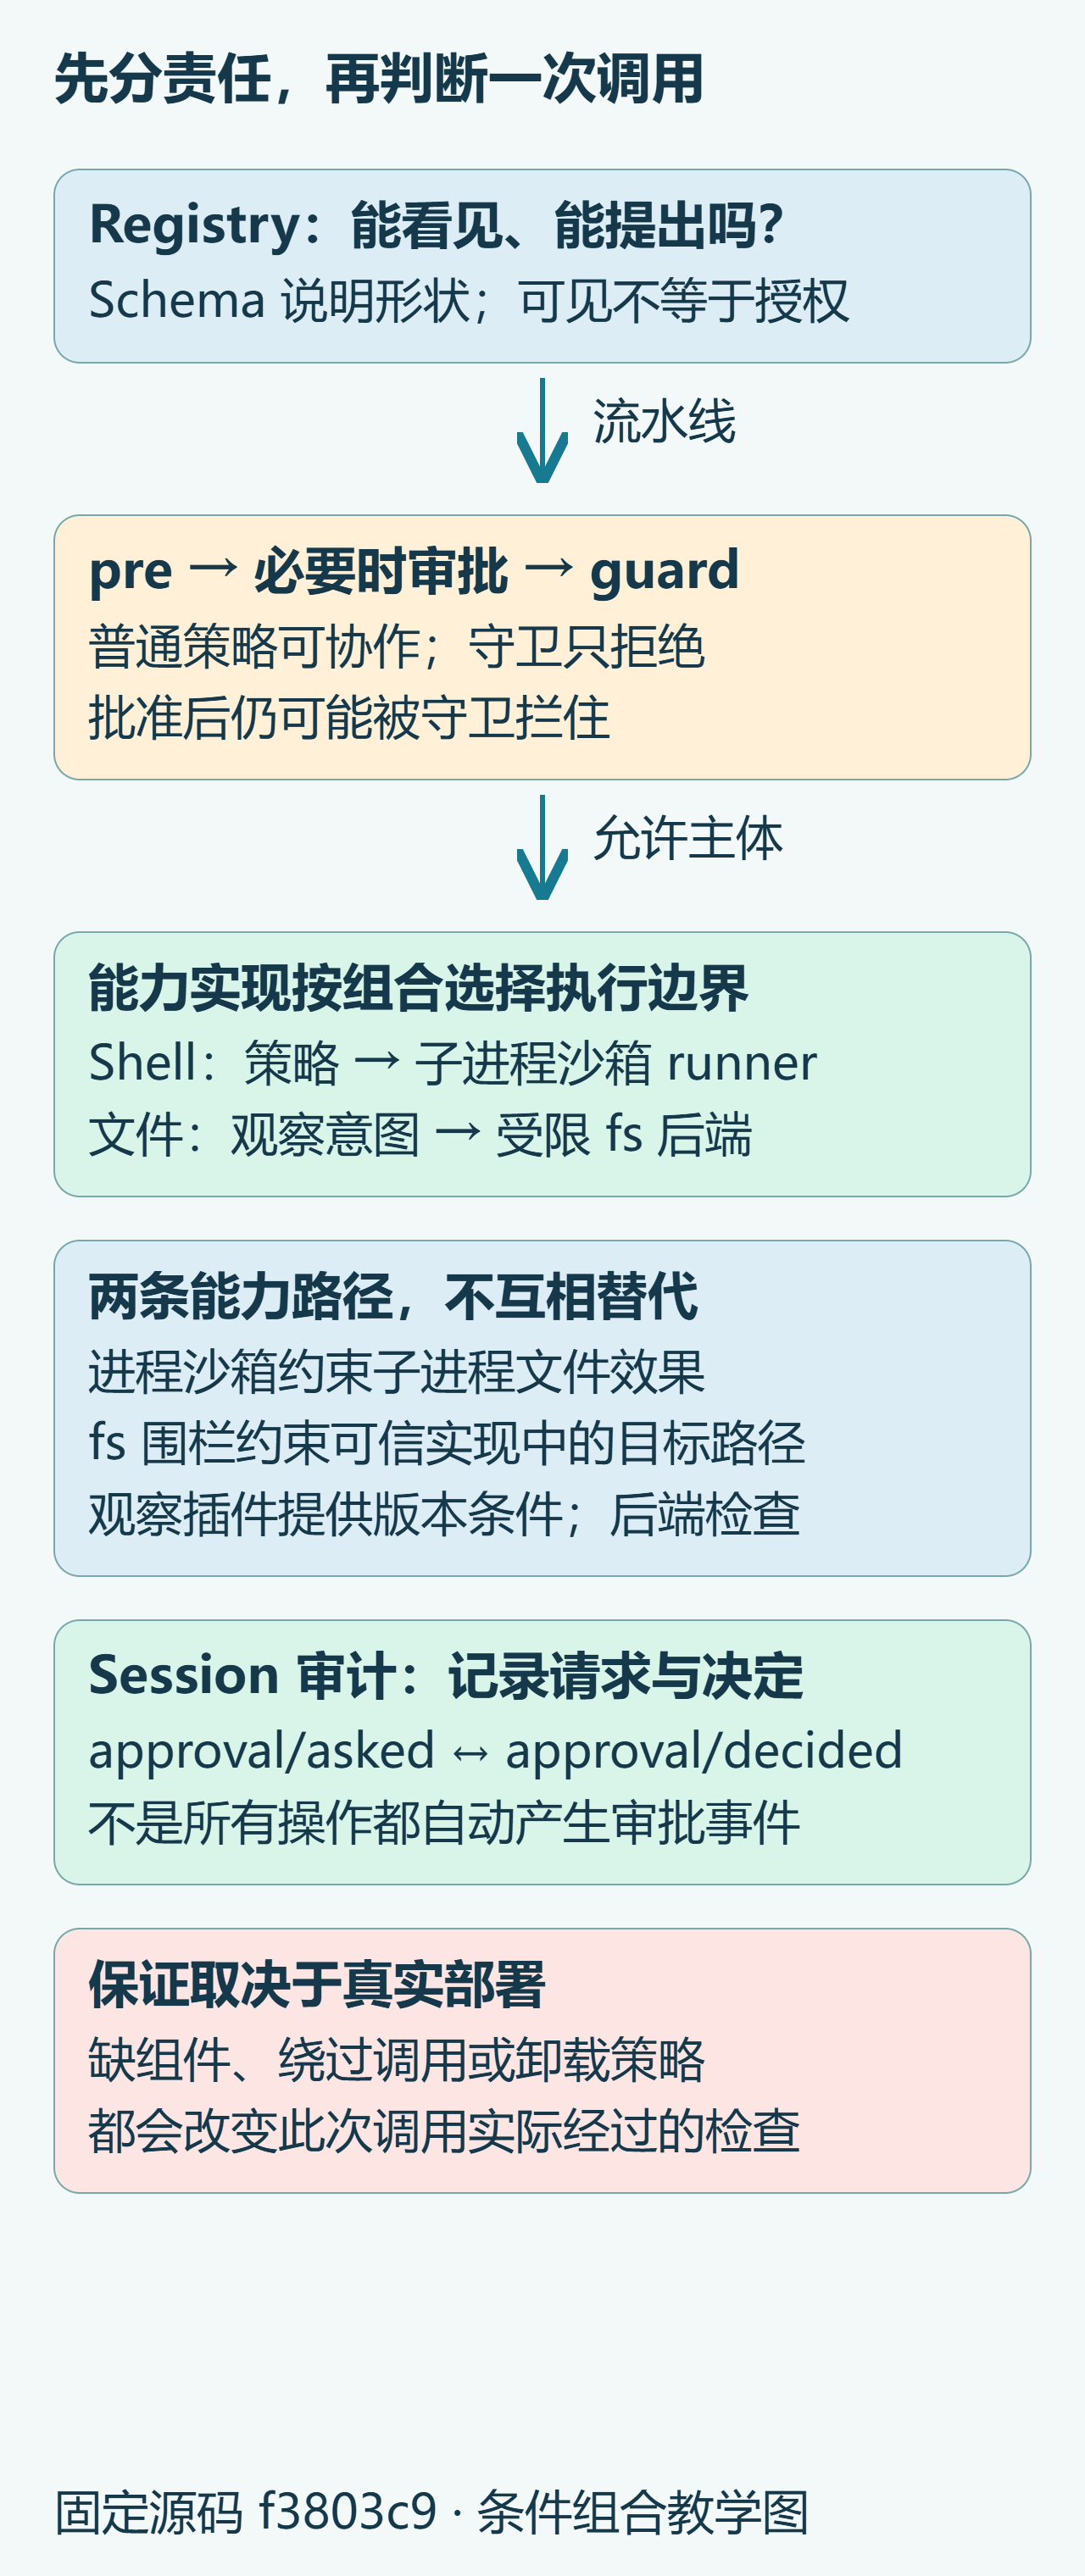 先分责任，再判断一次调用
Registry：能看见、能提出吗？
Schema 说明形状；可见不等于授权
流水线
pre → 必要时审批 → guard
普通策略可协作；守卫只拒绝
批准后仍可能被守卫拦住
允许主体
能力实现按组合选择执行边界
Shell：策略 → 子进程沙箱 runner
文件：观察意图 → 受限 fs 后端
两条能力路径，不互相替代
进程沙箱约束子进程文件效果
fs 围栏约束可信实现中的目标路径
观察插件提供版本条件；后端检查
Session 审计：记录请求与决定
approval/asked ↔ approval/decided
不是所有操作都自动产生审批事件
保证取决于真实部署
缺组件、绕过调用或卸载策略
都会改变此次调用实际经过的检查
固定源码 f3803c9 · 条件组合教学图